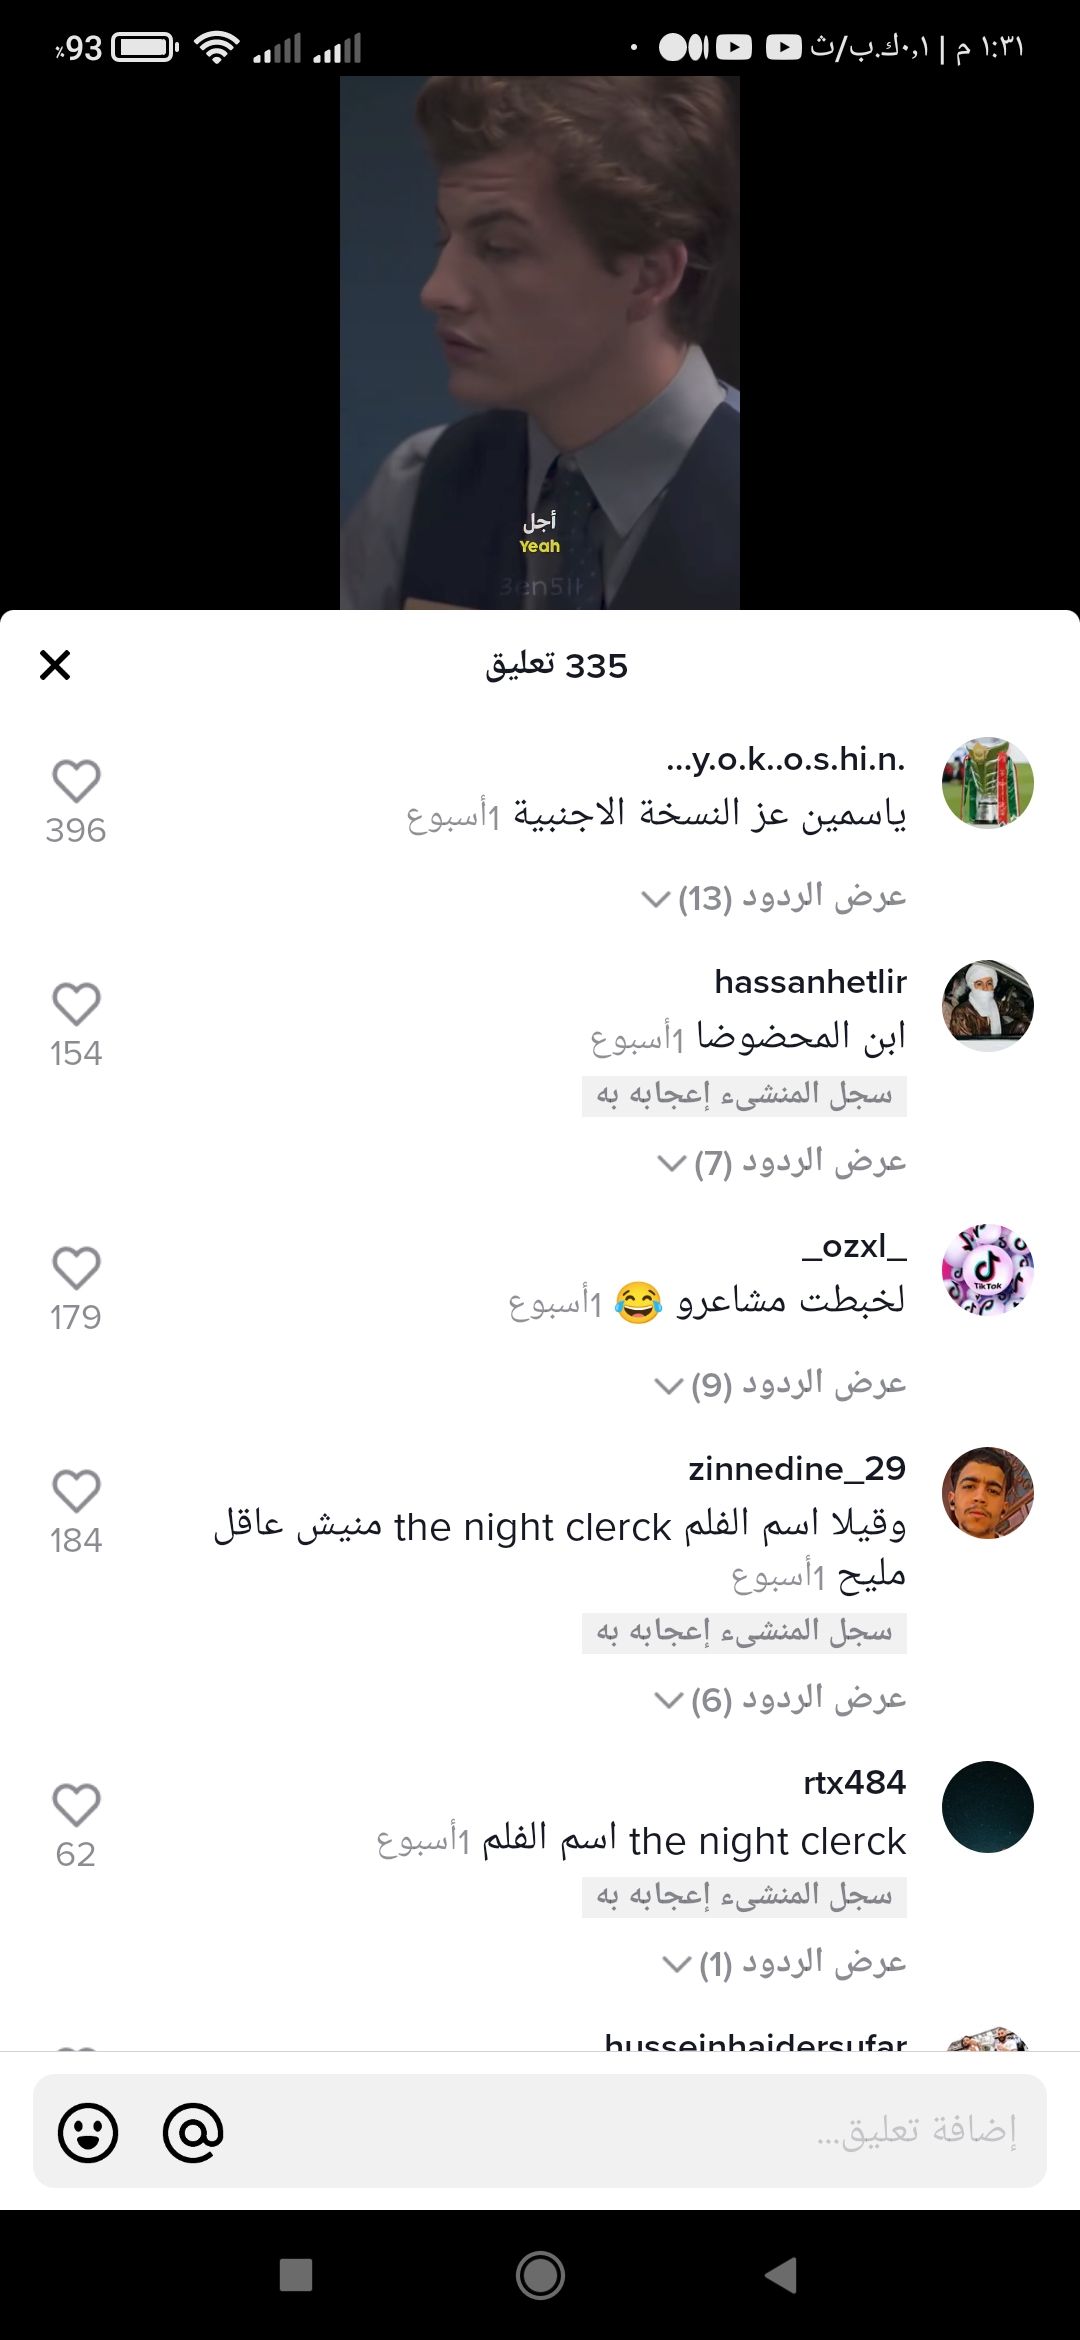 ١:٣١ م | ٠,١ك.ب/ث
٪93
أجل
Yeah
3en5lt
335 تعليق
...y.o.k..o.s.hi.n.
ياسمين عز النسخة الاجنبية 1أسبوع
396
عرض الردود (13)
hassanhetlir
ابن المحضوضا 1أسبوع
154
سجل المنشىء إعجابه به
عرض الردود (7)
_ozxl_
لخبطت مشاعرو 😂 1أسبوع
179
عرض الردود (9)
zinnedine_29
وقيلا اسم الفلم the night clerck منيش عاقل
مليح 1أسبوع
184
سجل المنشىء إعجابه به
عرض الردود (6)
rtx484
the night clerck اسم الفلم 1أسبوع
62
سجل المنشىء إعجابه به
عرض الردود (1)
husseinhaidersufar
إضافة تعليق...